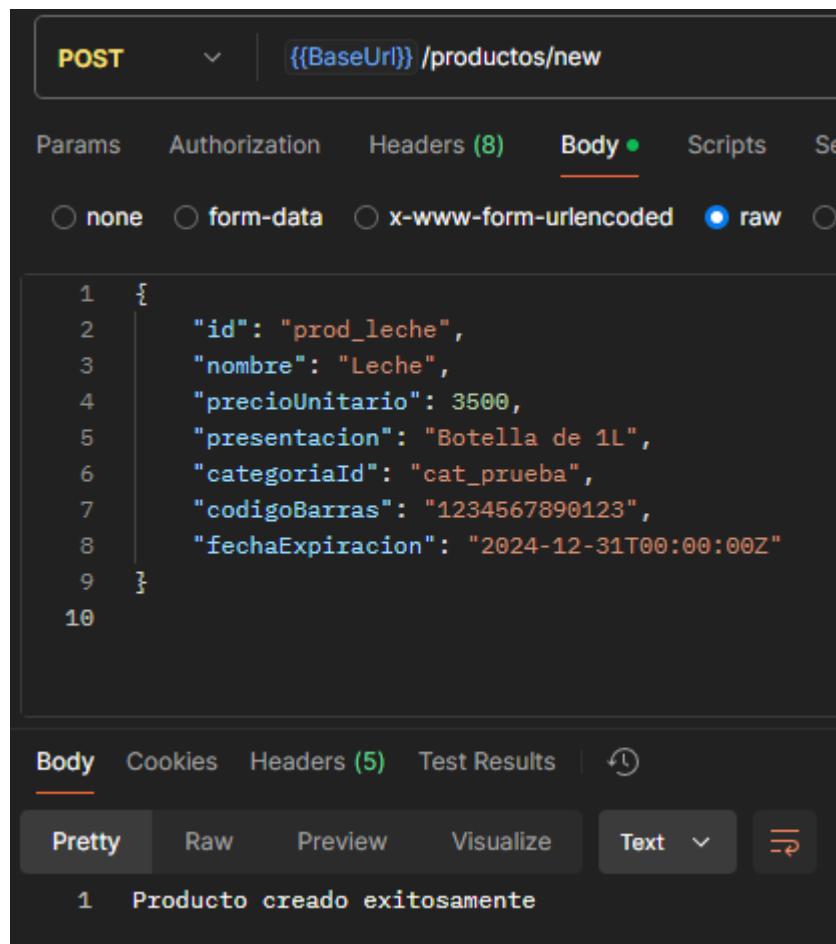 POST {{BaseUrl}} /productos/new
Params Authorization Headers (8) Body Scripts
none form-data x-www-form-urlencoded raw
1 {
2 "id": "prod_leche",
3 "nombre": "Leche",
4 "precioUnitario": 3500,
5 "presentacion": "Botella de 1L",
6 "categoriaId": "cat_prueba",
7 "codigoBarras": "1234567890123",
8 "fechaExpiracion": "2024-12-31T00:00:00Z"
9 }
10
Body Cookies Headers (5) Test Results
Pretty Raw Preview Visualize Text
1 Producto creado exitosamente